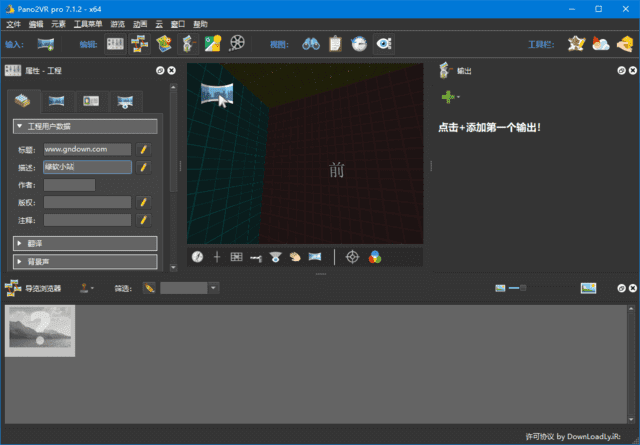 Pano2VR pro 7.1.2 - x64
文件 编辑 元素 工具菜单 游览 动画 云 窗口 帮助
输入: 编辑: 视图: 工具栏:
属性 - 工程
输出
工程用户数据
标题: www.gndown.com
描述: 绿软小站
作者:
版权:
注释:
翻译
背景声
前
点击+添加第一个输出!
导览浏览器 筛选:
许可协议 by DownLoadLy.iR